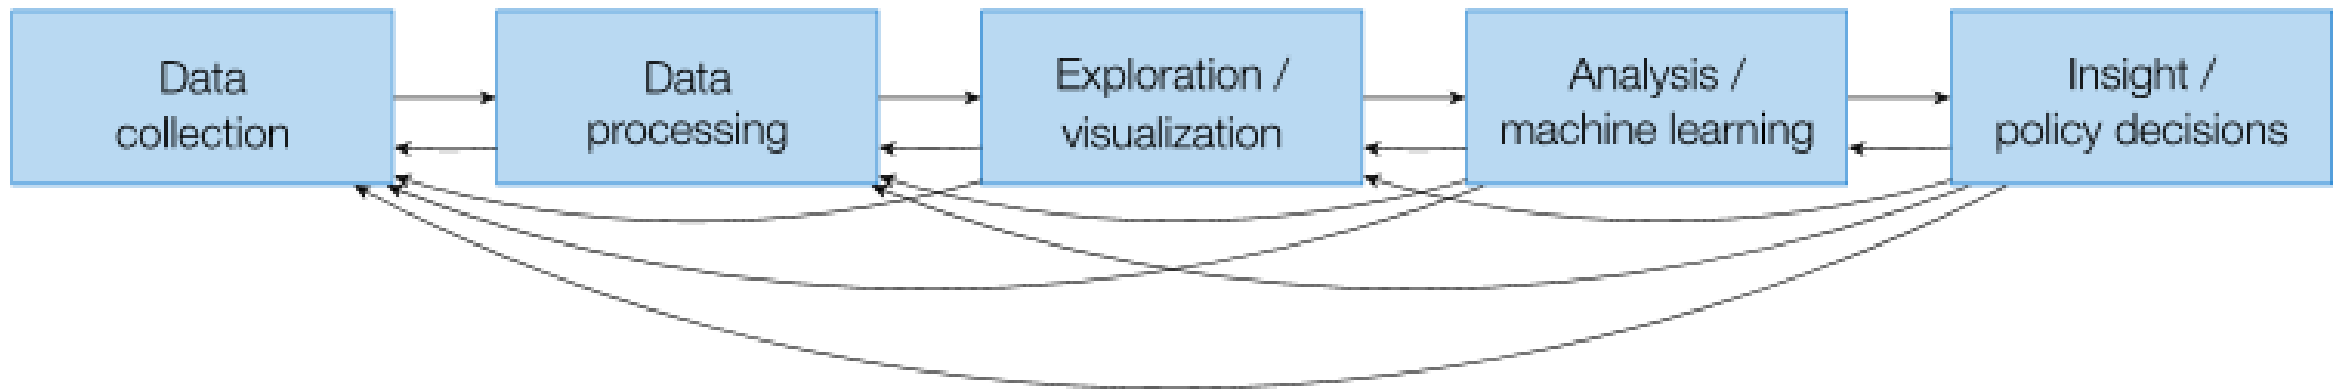 Data
collection
Data
processing
Exploration /
visualization
Analysis /
machine learning
Insight /
policy decisions